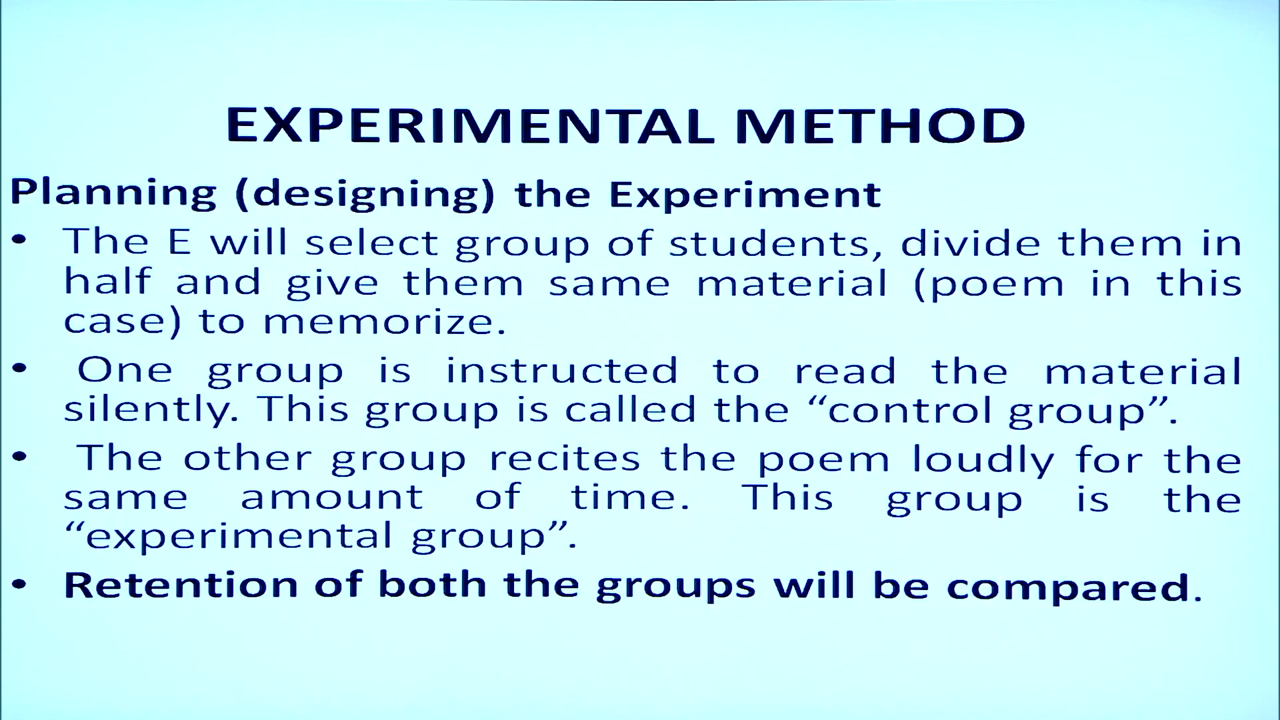 EXPERIMENTAL METHOD
Planning (designing) the Experiment
• The E will select group of students, divide them in
half and give them same material (poem in this
case) to memorize.
• One group is instructed to read the material
silently. This group is called the “control group”.
• The other group recites the poem loudly for the
same amount of time. This group is the
“experimental group”.
• Retention of both the groups will be compared.